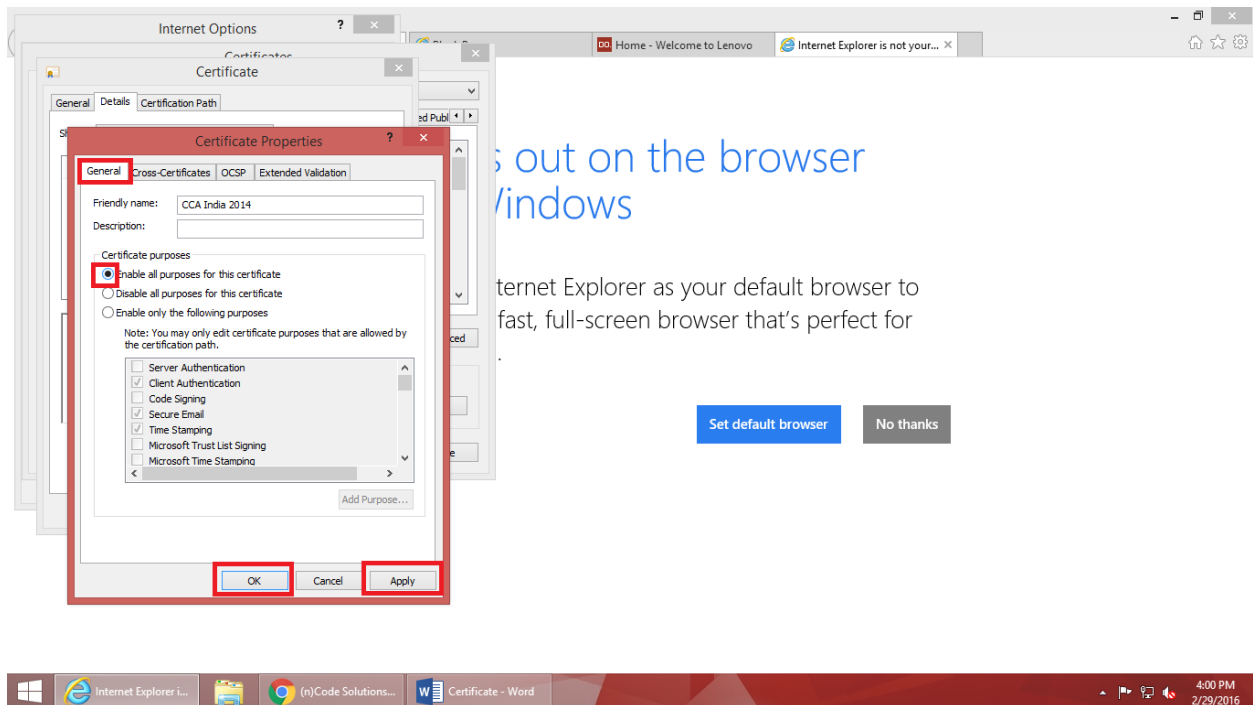 Internet Options ?
Certificates
Home - Welcome to Lenovo
Internet Explorer is not your...
Certificate
General Details Certification Path
ed Publ
Certificate Properties ?
General Cross-Certificates OCSP Extended Validation
Friendly name: CCA India 2014
Description:
Certificate purposes
Enable all purposes for this certificate
Disable all purposes for this certificate
Enable only the following purposes
Note: You may only edit certificate purposes that are allowed by
the certification path.
Server Authentication
Client Authentication
Code Signing
Secure Email
Time Stamping
Microsoft Trust List Signing
Microsoft Time Stamping
Add Purpose...
OK Cancel Apply
ced
e
s out on the browser
Windows
ternet Explorer as your default browser to
fast, full-screen browser that's perfect for
.
Set default browser No thanks
Internet Explorer i... (n)Code Solutions... Certificate - Word
4:00 PM
2/29/2016